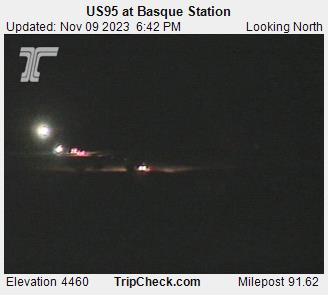 US95 at Basque Station
Updated: Nov 09 2023 6:42 PM Looking North
Elevation 4460 TripCheck.com Milepost 91.62